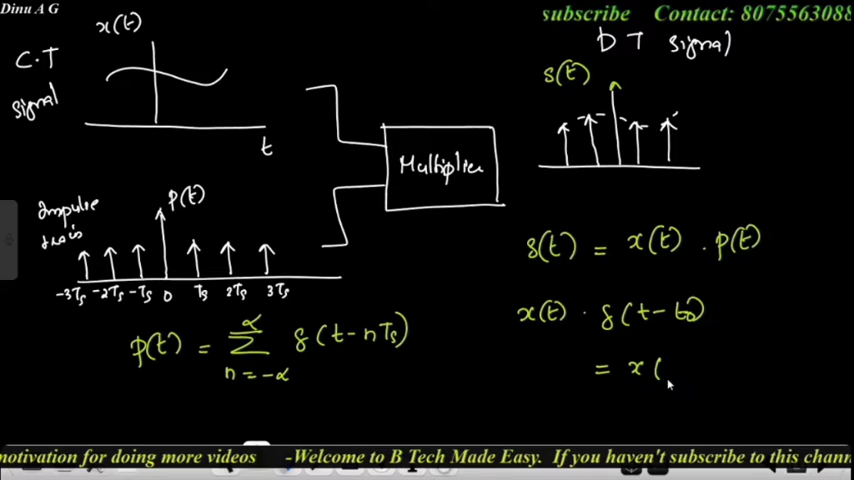 Dinu A G
subscribe Contact: 8075563088
x(t)
C.T
signal
t
Impulse
train
P(t)
-3Ts -2Ts -Ts 0 Ts 2Ts 3Ts
p(t) = ∑ δ(t-nTs)
α
n = -α
Multiplier
DT signal
s(t)
s(t) = x(t) . p(t)
x(t) . δ(t-t0)
= x(
motivation for doing more videos -Welcome to B Tech Made Easy. If you haven't subscribe to this chann